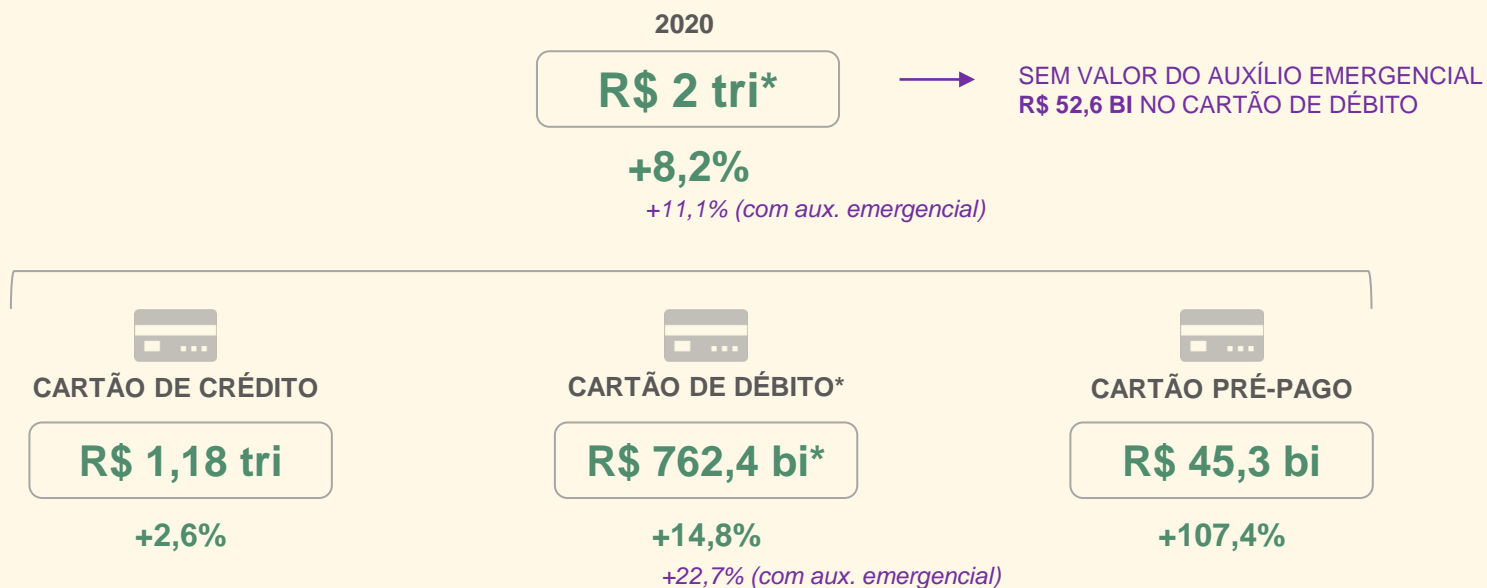 2020
R$ 2 tri*
SEM VALOR DO AUXÍLIO EMERGENCIAL
R$ 52,6 BI NO CARTÃO DE DÉBITO
+8,2%
+11,1% (com aux. emergencial)
CARTÃO DE CRÉDITO
R$ 1,18 tri
+2,6%
CARTÃO DE DÉBITO*
R$ 762,4 bi*
+14,8%
+22,7% (com aux. emergencial)
CARTÃO PRÉ-PAGO
R$ 45,3 bi
+107,4%